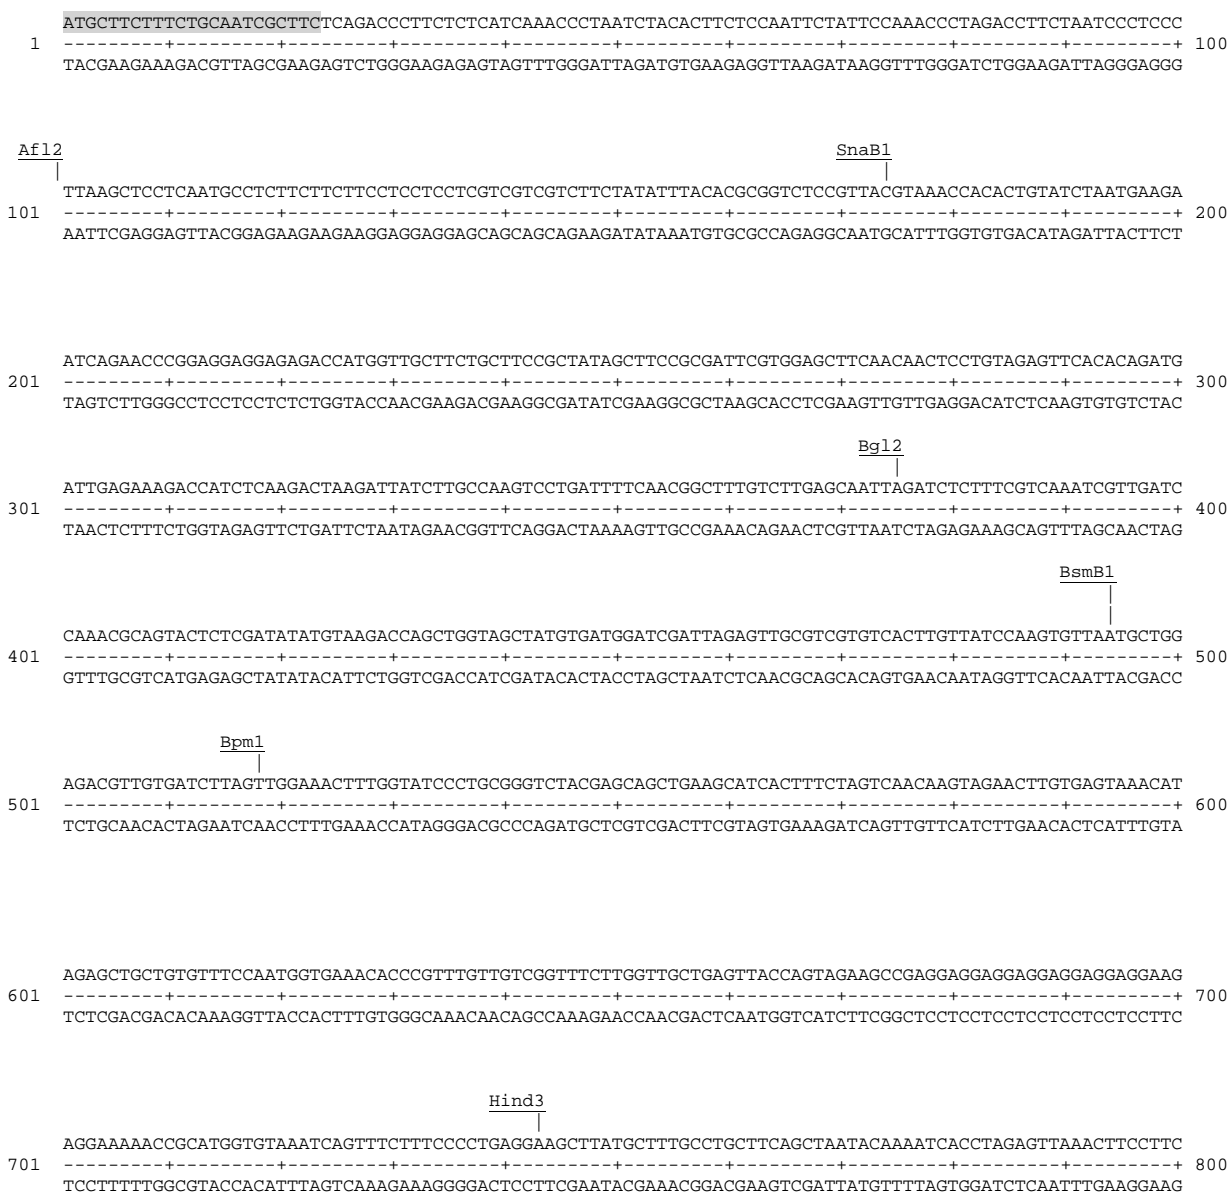 ATGCTTCTTTCTGCAATCGCTTCTCAGACCCTTCTCTCATCAAACCCTAATCTACACTTCTCCAATTCTATTCCAAACCCTAGACCTTCTAATCCCTCCC
1 ---------+---------+---------+---------+---------+---------+---------+---------+---------+---------+ 100
TACGAAGAAAGACGTTAGCGAAGAGTCTGGGAAGAGAGTAGTTTGGGATTAGATGTGAAGAGGTTAAGATAAGGTTTGGGATCTGGAAGATTAGGGAGGG
Afl2 SnaB1
TTAAGCTCCTCAATGCCTCTTCTTCTTCCTCCTCCTCGTCGTCGTCTTCTATATTTACACGCGGTCTCCGTTACGTAAACCACACTGTATCTAATGAAGA
101 ---------+---------+---------+---------+---------+---------+---------+---------+---------+---------+ 200
AATTCGAGGAGTTACGGAGAAGAAGAAGGAGGAGGAGCAGCAGCAGAAGATATAAATGTGCGCCAGAGGCAATGCATTTGGTGTGACATAGATTACTTCT
ATCAGAACCCGGAGGAGGAGAGACCATGGTTGCTTCTGCTTCCGCTATAGCTTCCGCGATTCGTGGAGCTTCAACAACTCCTGTAGAGTTCACACAGATG
201 ---------+---------+---------+---------+---------+---------+---------+---------+---------+---------+ 300
TAGTCTTGGGCCTCCTCCTCTCTGGTACCAACGAAGACGAAGGCGATATCGAAGGCGCTAAGCACCTCGAAGTTGTTGAGGACATCTCAAGTGTGTCTAC
Bgl2
ATTGAGAAAGACCATCTCAAGACTAAGATTATCTTGCCAAGTCCTGATTTTCAACGGCTTTGTCTTGAGCAATTAGATCTCTTTCGTCAAATCGTTGATC
301 ---------+---------+---------+---------+---------+---------+---------+---------+---------+---------+ 400
TAACTCTTTCTGGTAGAGTTCTGATTCTAATAGAACGGTTCAGGACTAAAAGTTGCCGAAACAGAACTCGTTAATCTAGAGAAAGCAGTTTAGCAACTAG
BsmB1
CAAACGCAGTACTCTCGATATATGTAAGACCAGCTGGTAGCTATGTGATGGATCGATTAGAGTTGCGTCGTGTCACTTGTTATCCAAGTGTTAATGCTGG
401 ---------+---------+---------+---------+---------+---------+---------+---------+---------+---------+ 500
GTTTGCGTCATGAGAGCTATATACATTCTGGTCGACCATCGATACACTACCTAGCTAATCTCAACGCAGCACAGTGAACAATAGGTTCACAATTACGACC
Bpm1
AGACGTTGTGATCTTAGTTGGAAACTTTGGTATCCCTGCGGGTCTACGAGCAGCTGAAGCATCACTTTCTAGTCAACAAGTAGAACTTGTGAGTAAACAT
501 ---------+---------+---------+---------+---------+---------+---------+---------+---------+---------+ 600
TCTGCAACACTAGAATCAACCTTTGAAACCATAGGGACGCCCAGATGCTCGTCGACTTCGTAGTGAAAGATCAGTTGTTCATCTTGAACACTCATTTGTA
AGAGCTGCTGTGTTTCCAATGGTGAAACACCCGTTTGTTGTCGGTTTCTTGGTTGCTGAGTTACCAGTAGAAGCCGAGGAGGAGGAGGAGGAGGAGGAAG
601 ---------+---------+---------+---------+---------+---------+---------+---------+---------+---------+ 700
TCTCGACGACACAAAGGTTACCACTTTGTGGGCAAACAACAGCCAAAGAACCAACGACTCAATGGTCATCTTCGGCTCCTCCTCCTCCTCCTCCTCCTTC
Hind3
AGGAAAAACCGCATGGTGTAAATCAGTTTCTTTCCCCTGAGGAAGCTTATGCTTTGCCTGCTTCAGCTAATACAAAATCACCTAGAGTTAAACTTCCTTC
701 ---------+---------+---------+---------+---------+---------+---------+---------+---------+---------+ 800
TCCTTTTTGGCGTACCACATTTAGTCAAAGAAAGGGGACTCCTTCGAATACGAAACGGACGAAGTCGATTATGTTTTAGTGGATCTCAATTTGAAGGAAG